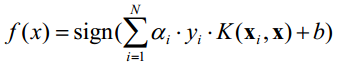 f(x) = sign(∑_{i=1}^{N} α_i · y_i · K(𝐱_i, 𝐱) + b)